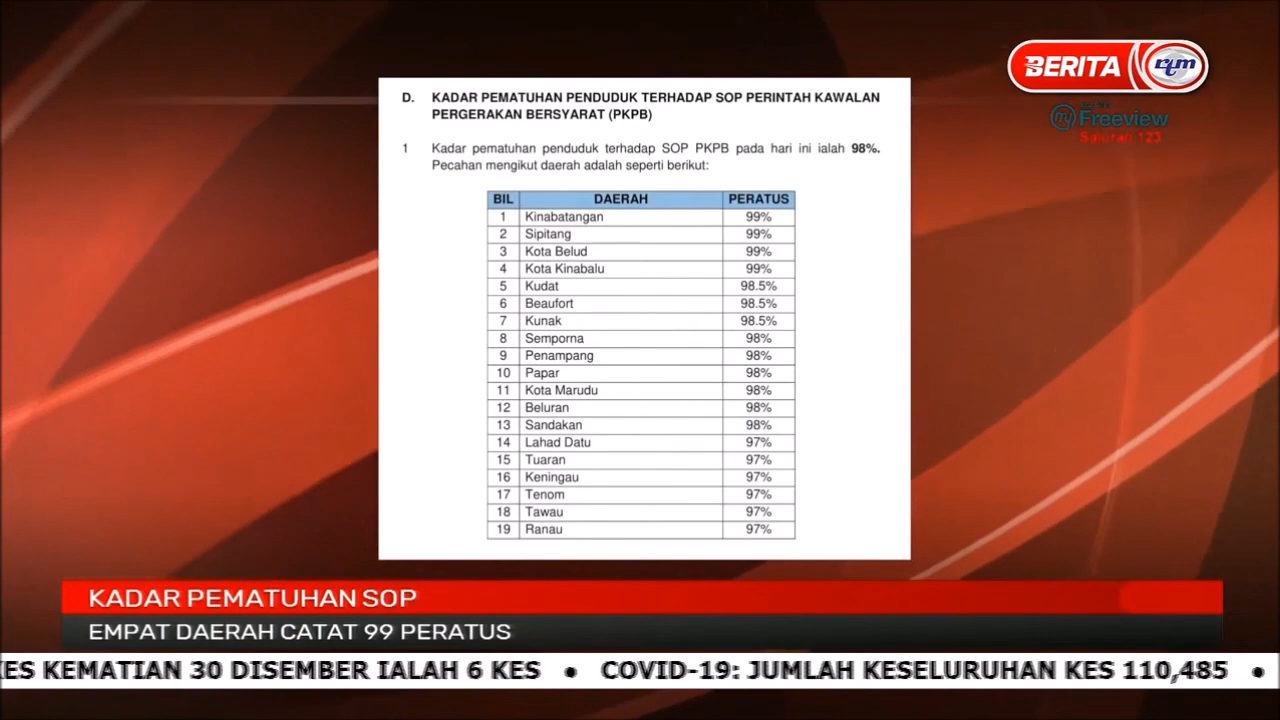 BERITA rtm
my Freeview
Saluran 123
D. KADAR PEMATUHAN PENDUDUK TERHADAP SOP PERINTAH KAWALAN
PERGERAKAN BERSYARAT (PKPB)
1 Kadar pematuhan penduduk terhadap SOP PKPB pada hari ini ialah 98%.
Pecahan mengikut daerah adalah seperti berikut:
BIL DAERAH PERATUS
1 Kinabatangan 99%
2 Sipitang 99%
3 Kota Belud 99%
4 Kota Kinabalu 99%
5 Kudat 98.5%
6 Beaufort 98.5%
7 Kunak 98.5%
8 Semporna 98%
9 Penampang 98%
10 Papar 98%
11 Kota Marudu 98%
12 Beluran 98%
13 Sandakan 98%
14 Lahad Datu 97%
15 Tuaran 97%
16 Keningau 97%
17 Tenom 97%
18 Tawau 97%
19 Ranau 97%
KADAR PEMATUHAN SOP
EMPAT DAERAH CATAT 99 PERATUS
ES KEMATIAN 30 DISEMBER IALAH 6 KES • COVID-19: JUMLAH KESELURUHAN KES 110,485 •